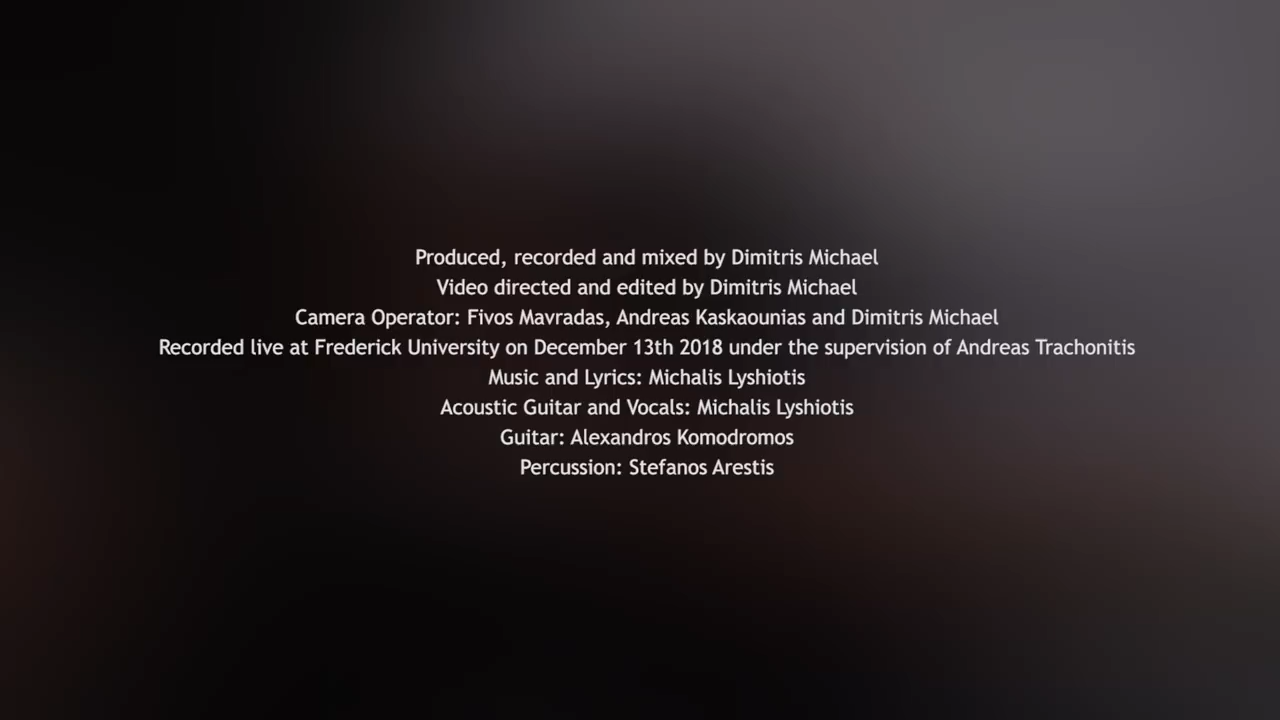 Produced, recorded and mixed by Dimitris Michael
Video directed and edited by Dimitris Michael
Camera Operator: Fivos Mavradas, Andreas Kaskaounias and Dimitris Michael
Recorded live at Frederick University on December 13th 2018 under the supervision of Andreas Trachonitis
Music and Lyrics: Michalis Lyshiotis
Acoustic Guitar and Vocals: Michalis Lyshiotis
Guitar: Alexandros Komodromos
Percussion: Stefanos Arestis